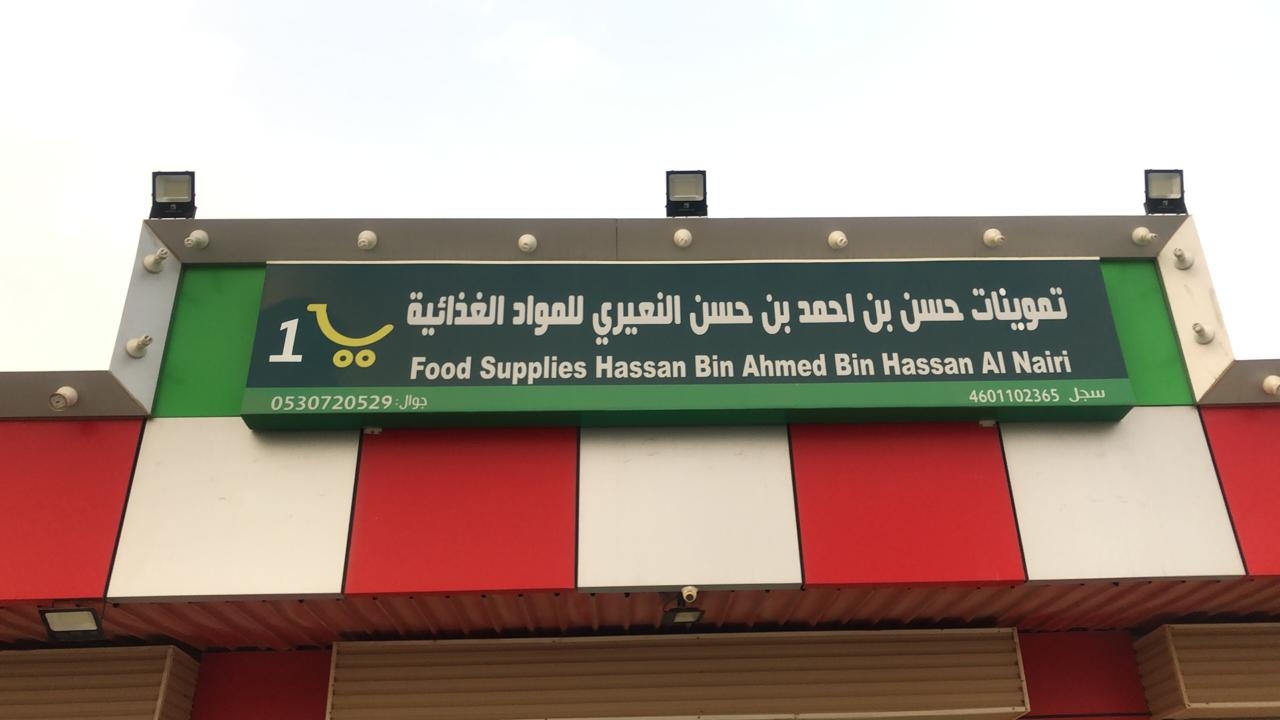 تموينات حسن بن احمد بن حسن النعيري للمواد الغذائية
1
Food Supplies Hassan Bin Ahmed Bin Hassan Al Nairi
سجل 4601102365
جوال: 0530720529